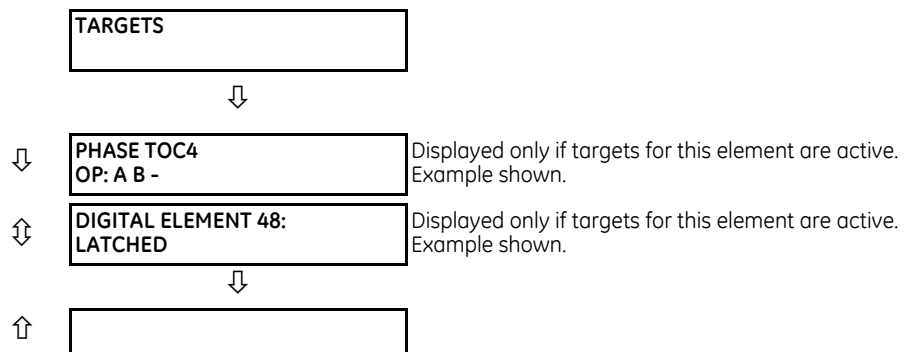 TARGETS
PHASE TOC4
OP: A B -
Displayed only if targets for this element are active.
Example shown.
DIGITAL ELEMENT 48:
LATCHED
Displayed only if targets for this element are active.
Example shown.